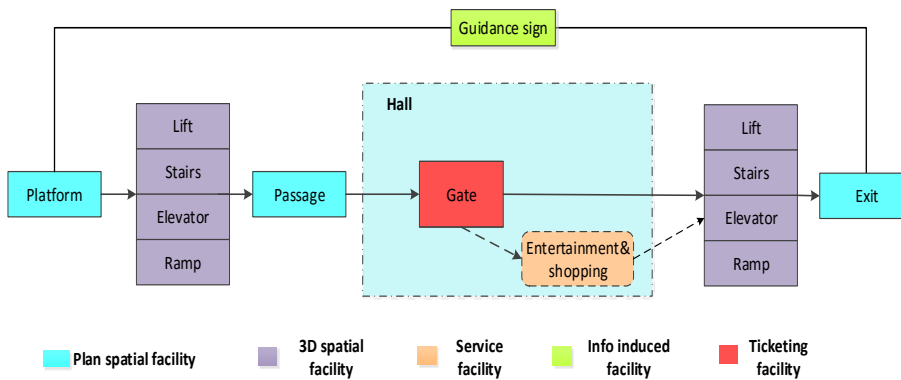 Guidance sign
Hall
Lift
Stairs
Elevator
Ramp
Platform
Passage
Gate
Entertainment&
shopping
Lift
Stairs
Elevator
Ramp
Exit
Plan spatial facility
3D spatial
facility
Service
facility
Info induced
facility
Ticketing
facility